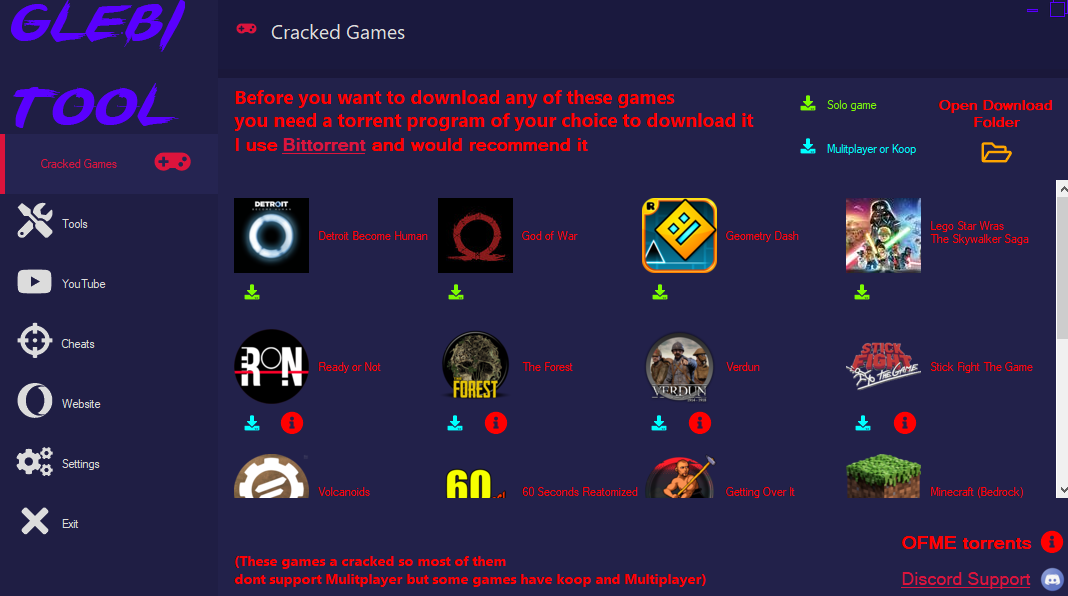 GLEBI
TOOL
Cracked Games
Tools
YouTube
Cheats
Website
Settings
Exit
Cracked Games
Before you want to download any of these games
you need a torrent program of your choice to download it
I use Bittorrent and would recommend it
Solo game
Mulitplayer or Koop
Open Download
Folder
DETROIT
Detroit Become Human
God of War
R
Geometry Dash
Lego Star Wras
The Skywalker Saga
RON
Ready or Not
FOREST
The Forest
VERDUN
1914 - 1918
Verdun
STICK
FIGHT
THE GAME
Stick Fight The Game
Volcanoids
60
60 Seconds Reatomized
Getting Over It
Minecraft (Bedrock)
(These games a cracked so most of them
dont support Mulitplayer but some games have koop and Multiplayer)
OFME torrents
Discord Support